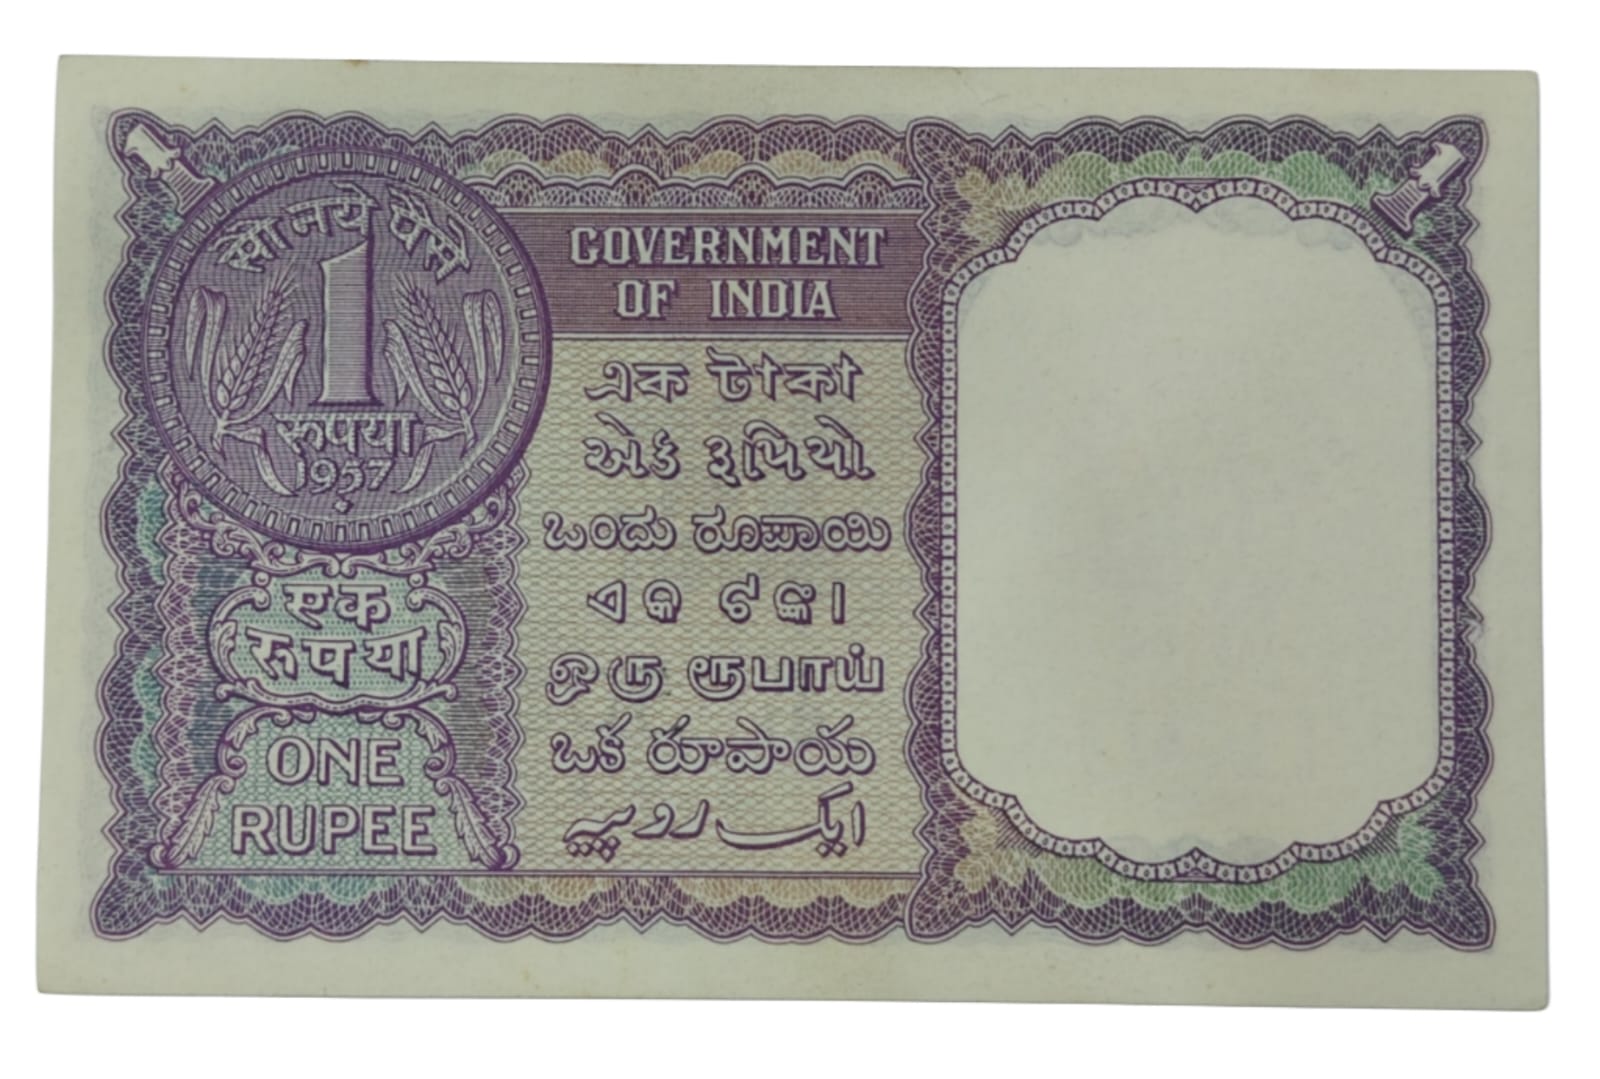 सौ नये पैसे
1
रूपया
1957
एक
रूपया
ONE
RUPEE
GOVERNMENT
OF INDIA
এক টাকা
એક રૂપિયો
ಒಂದು ರೂಪಾಯಿ
ଏକ ଟଙ୍କା
ஒரு ரூபாய்
ఒక రూపాయ
ایک روپیہ